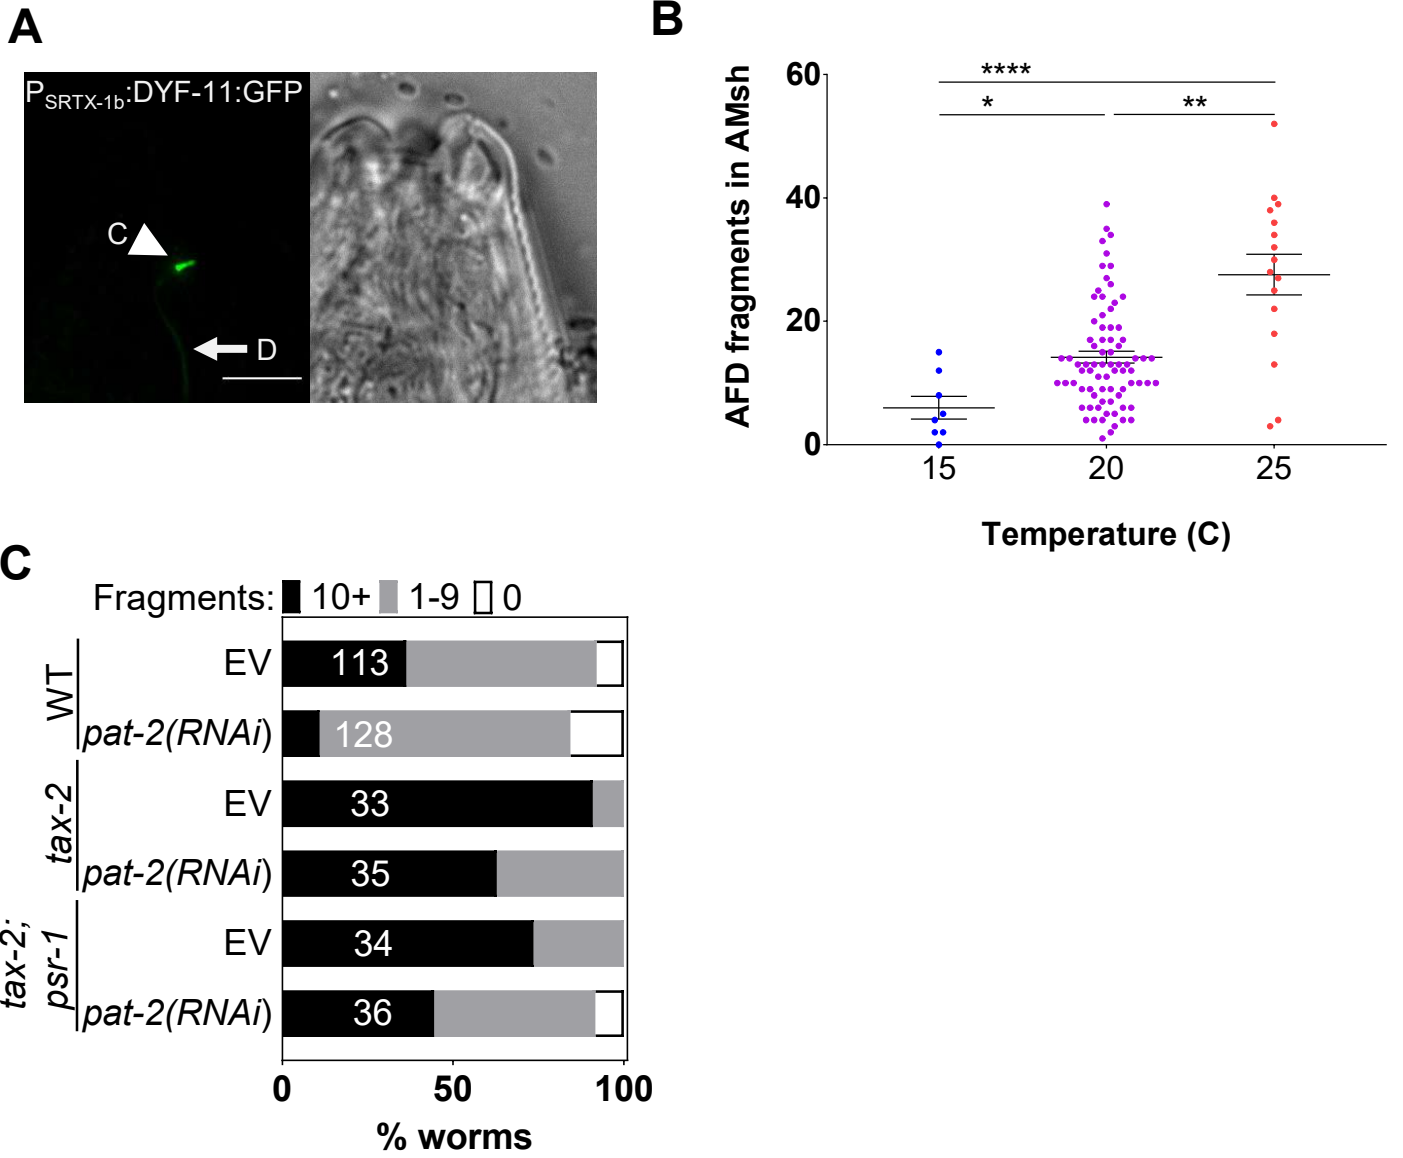 A
P_SRTX-1b:DYF-11:GFP
C
D
B
AFD fragments in AMsh
60
40
20
0
****
*
**
15 20 25
Temperature (C)
C
Fragments: 10+ 1-9 0
WT
EV 113
pat-2(RNAi) 128
tax-2
EV 33
pat-2(RNAi) 35
tax-2;
psr-1
EV 34
pat-2(RNAi) 36
0 50 100
% worms